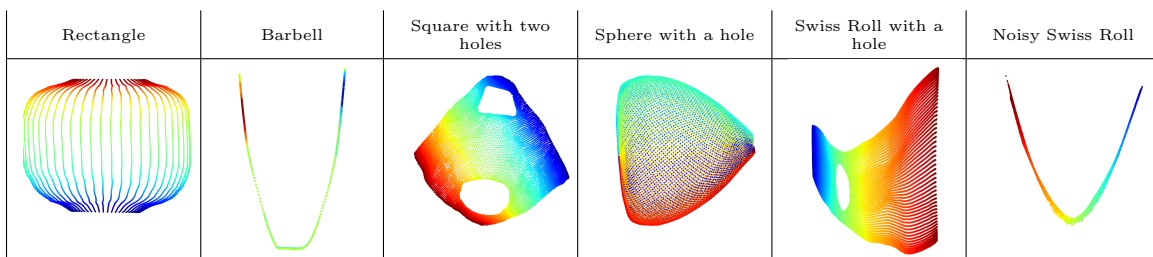 Rectangle
Barbell
Square with two
holes
Sphere with a hole
Swiss Roll with a
hole
Noisy Swiss Roll